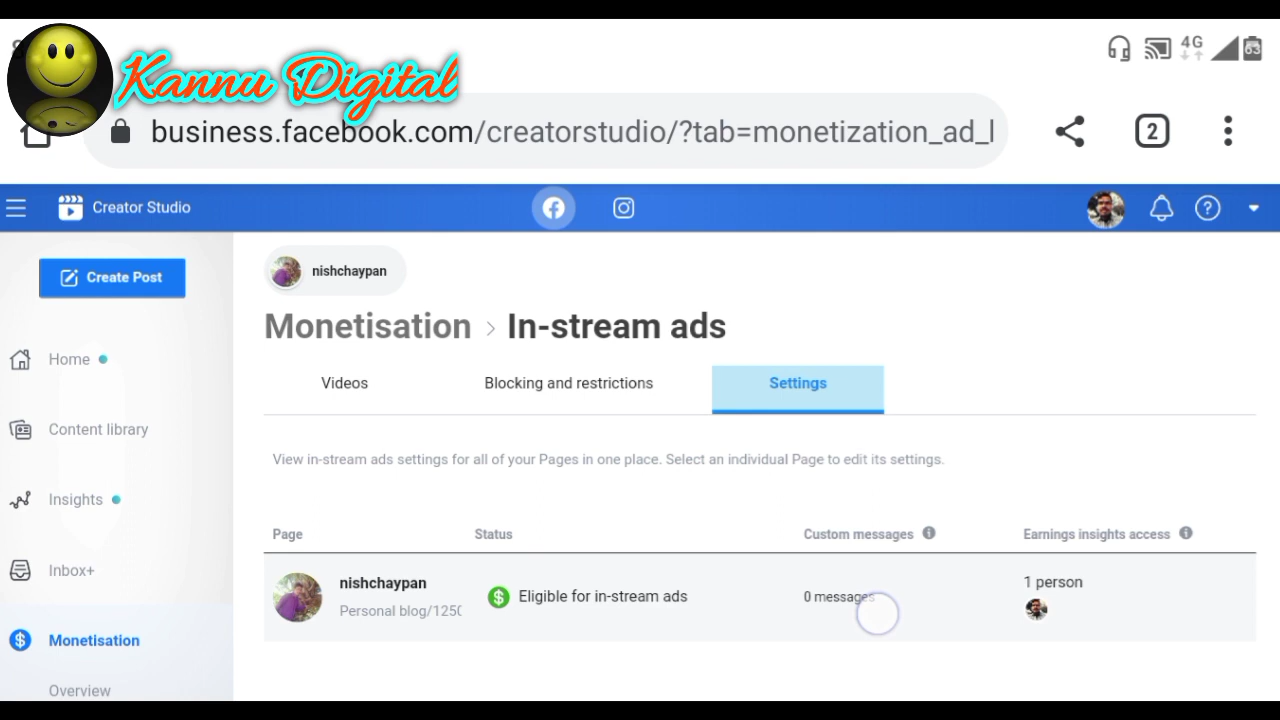 4G
63
Kannu Digital
business.facebook.com/creatorstudio/?tab=monetization_ad_l
2
Creator Studio
Create Post
Home
Content library
Insights
Inbox+
Monetisation
Overview
nishchaypan
Monetisation > In-stream ads
Videos Blocking and restrictions Settings
View in-stream ads settings for all of your Pages in one place. Select an individual Page to edit its settings.
Page Status Custom messages Earnings insights access
nishchaypan
Personal blog/1250
Eligible for in-stream ads
0 messages
1 person